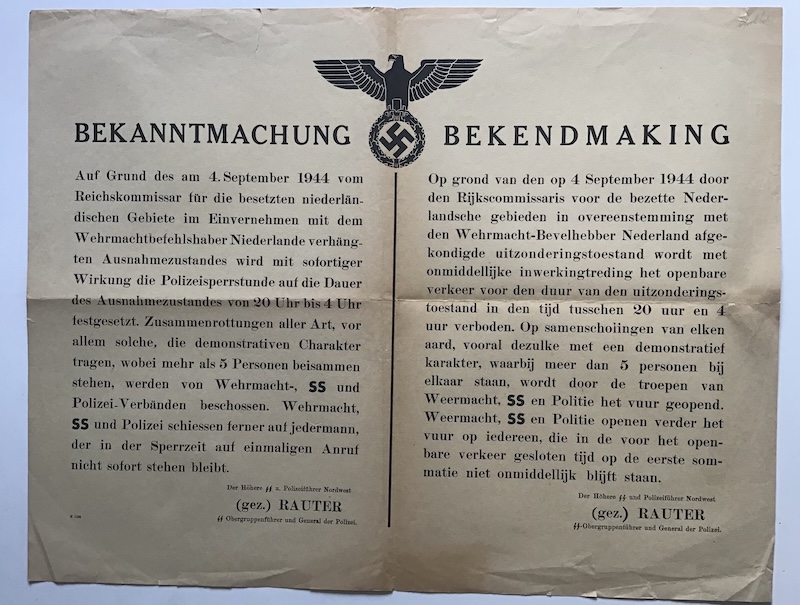 BEKANNTMACHUNG
Auf Grund des am 4. September 1944 vom
Reichskommissar für die besetzten niederlän-
dischen Gebiete im Einvernehmen mit dem
Wehrmachtbefehlshaber Niederlande verhäng-
ten Ausnahmezustandes wird mit sofortiger
Wirkung die Polizeisperrstunde auf die Dauer
des Ausnahmezustandes von 20 Uhr bis 4 Uhr
festgesetzt. Zusammenrottungen aller Art, vor
allem solche, die demonstrativen Charakter
tragen, wobei mehr als 5 Personen beisammen
stehen, werden von Wehrmacht-, SS und
Polizei-Verbänden beschossen. Wehrmacht,
SS und Polizei schiessen ferner auf jedermann,
der in der Sperrzeit auf einmaligen Anruf
nicht sofort stehen bleibt.
Der Höhere SS u. Polizeiführer Nordwest
(gez.) RAUTER
SS Obergruppenführer und General der Polizei.
BEKENDMAKING
Op grond van den op 4 September 1944 door
den Rijkscommissaris voor de bezette Neder-
landsche gebieden in overeenstemming met
den Wehrmacht-Bevelhebber Nederland afge-
kondigde uitzonderingstoestand wordt met
onmiddellijke inwerkingtreding het openbare
verkeer voor den duur van den uitzonderings-
toestand in den tijd tusschen 20 uur en 4
uur verboden. Op samenscholingen van elken
aard, vooral dezulke met een demonstratief
karakter, waarbij meer dan 5 personen bij
elkaar staan, wordt door de troepen van
Weermacht, SS en Politie het vuur geopend.
Weermacht, SS en Politie openen verder het
vuur op iedereen, die in de voor het open-
bare verkeer gesloten tijd op de eerste som-
matie niet onmiddellijk blijft staan.
Der Höhere SS und Polizeiführer Nordwest
(gez.) RAUTER
SS-Obergruppenführer und General der Polizei.